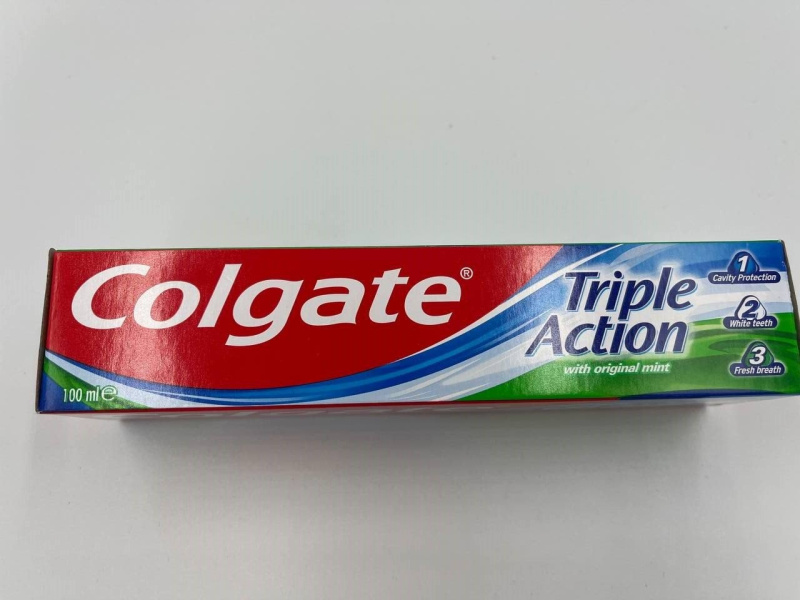 Colgate®
100 ml ℮
Triple
Action
with original mint
1
Cavity Protection
2
White teeth
3
Fresh breath